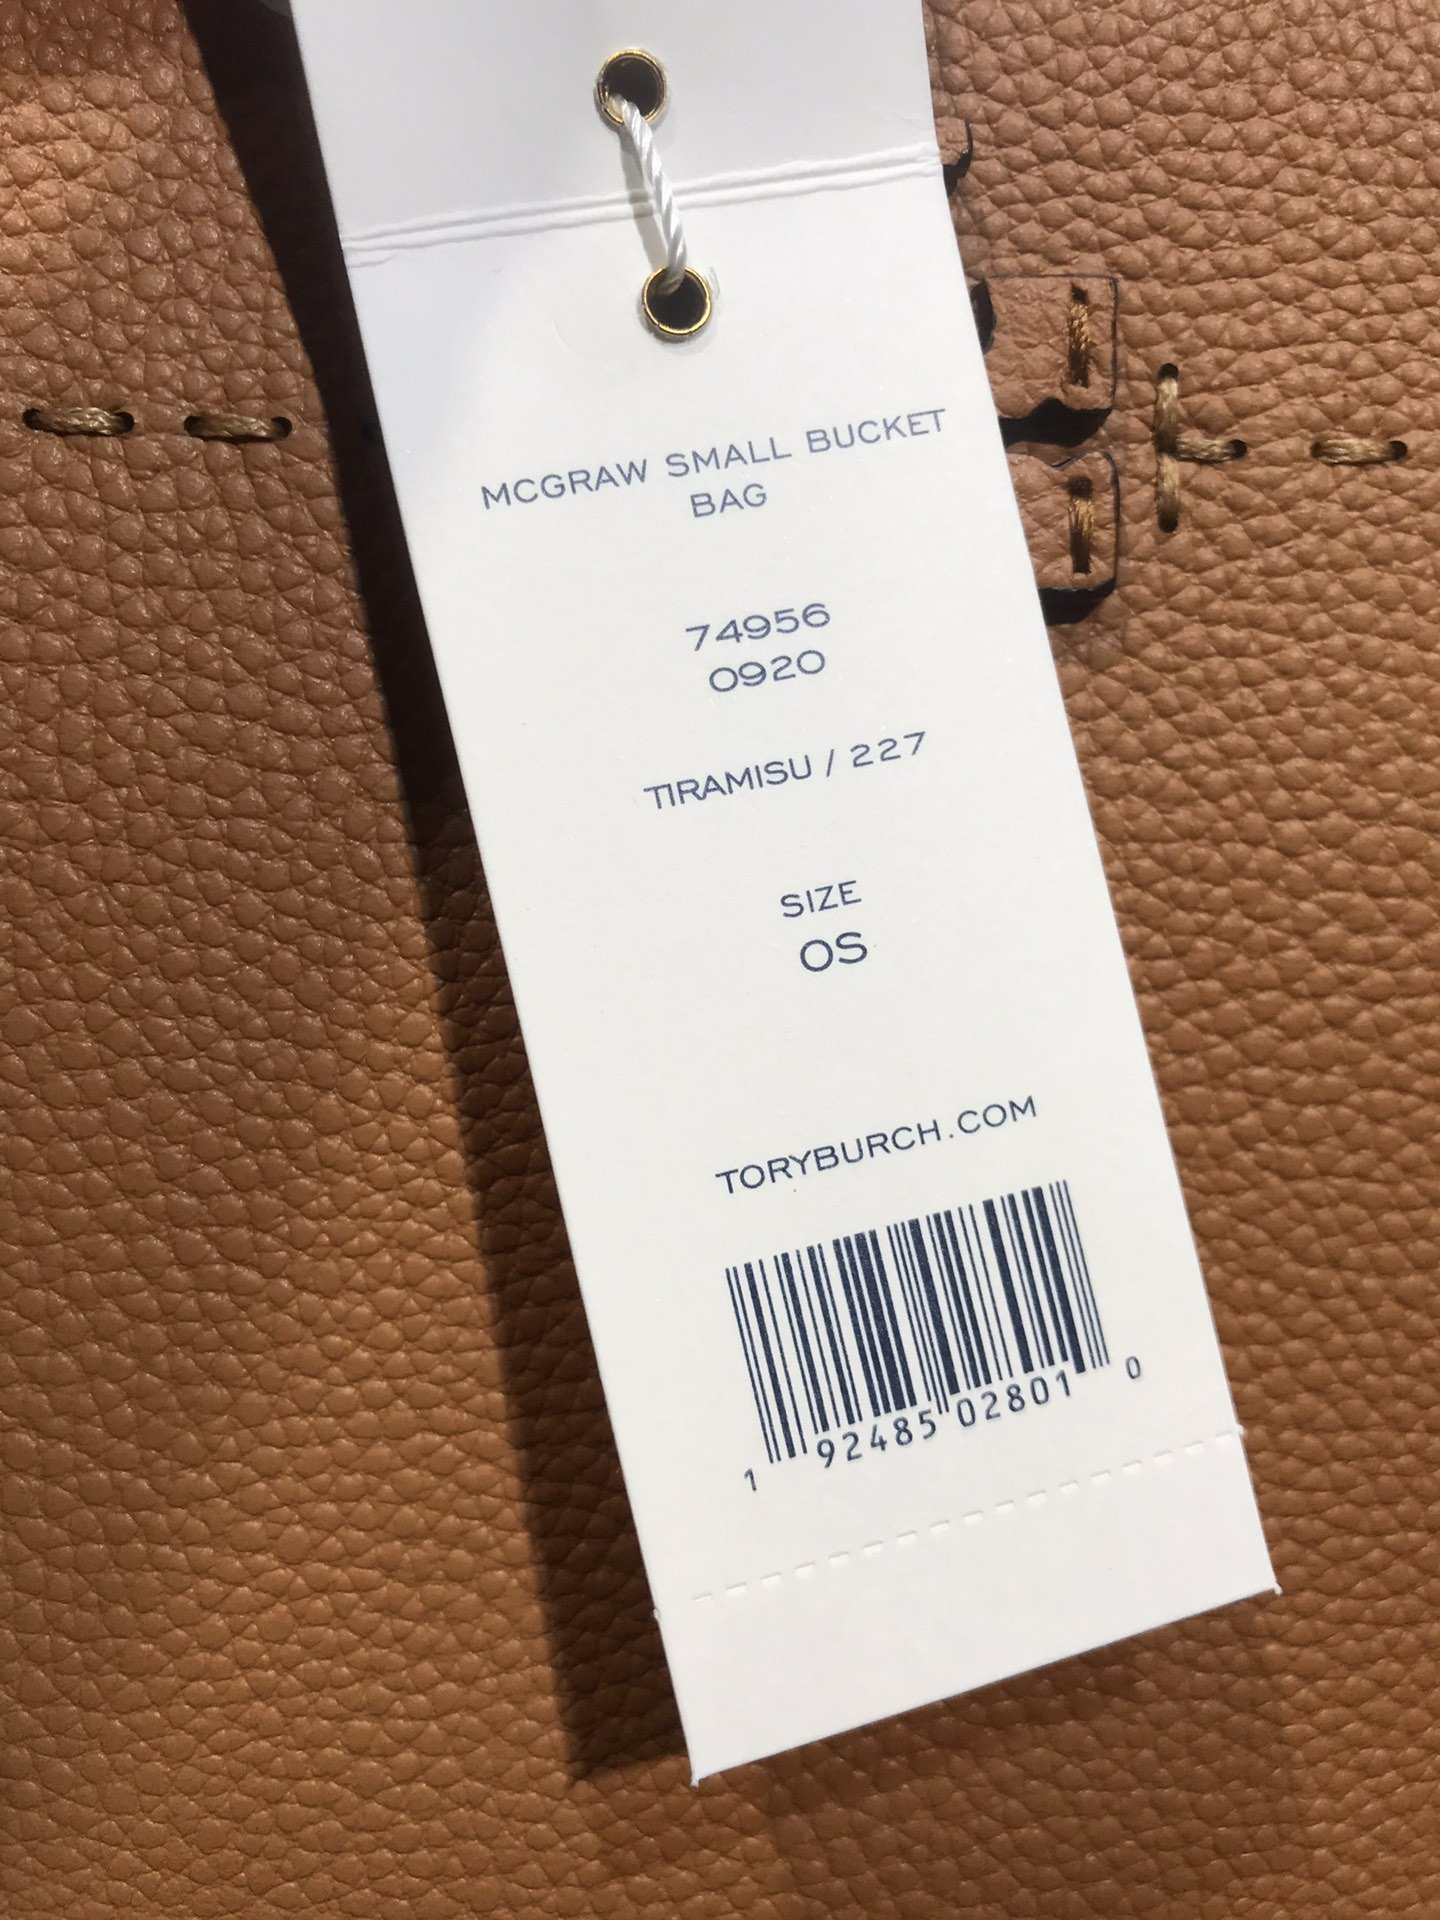 MCGRAW SMALL BUCKET
BAG
74956
0920
TIRAMISU / 227
SIZE
OS
TORYBURCH.COM
1 92485 02801 0